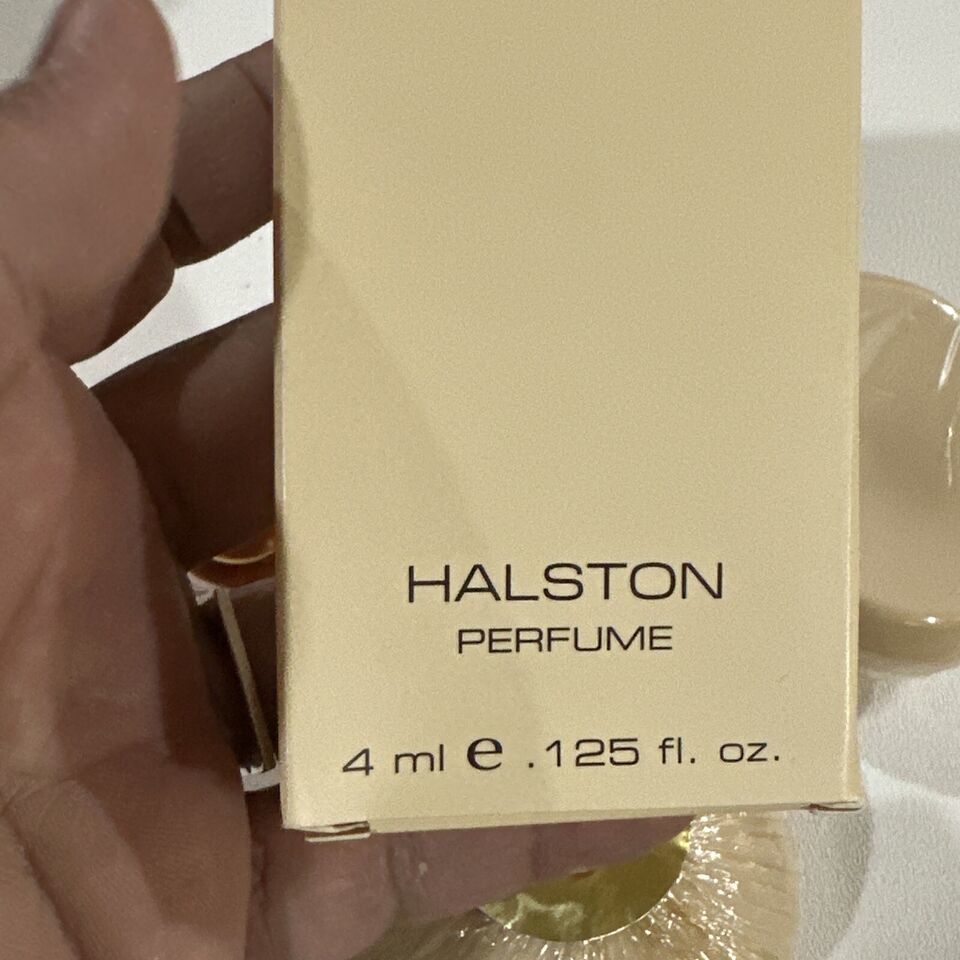 HALSTON
PERFUME
4 ml e .125 fl. oz.